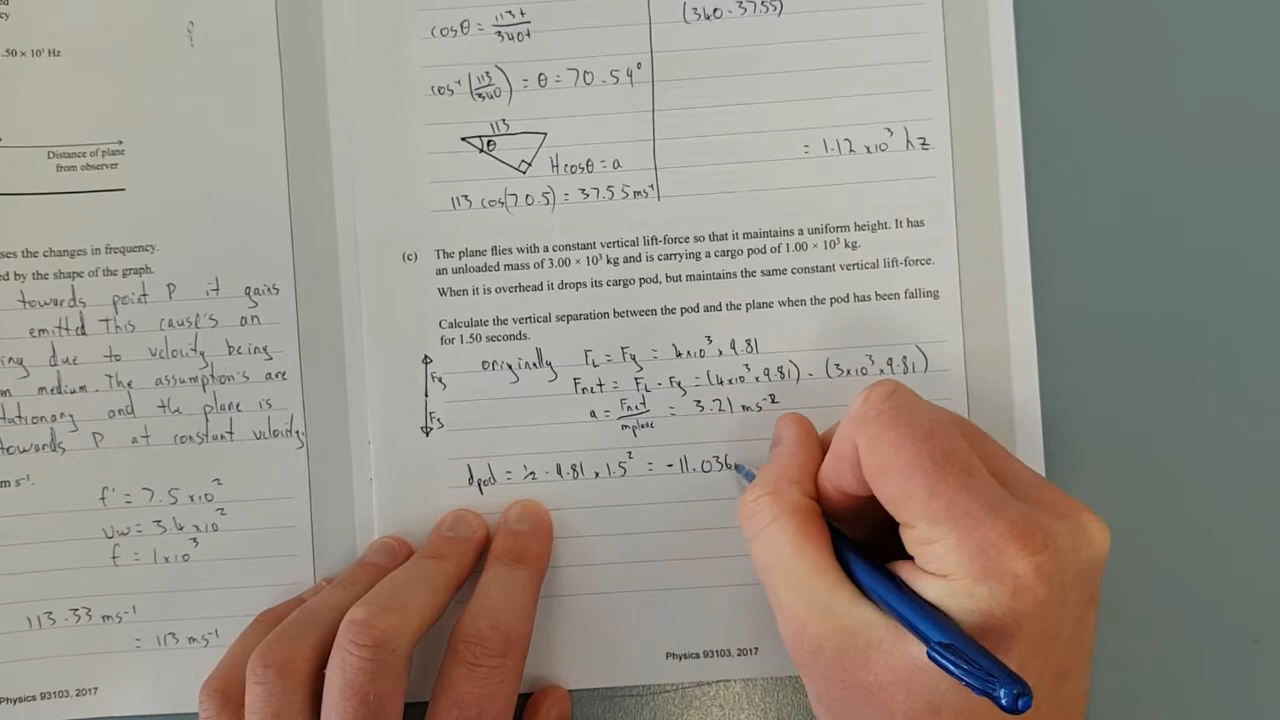 cy
.50 × 10³ Hz
Distance of plane
from observer
ses the changes in frequency.
ed by the shape of the graph.
towards point P it gains
emitted This cause's an
ing due to velocity being
m medium. The assumption's are
tationary and the plane is
towards P at constant velocity.
m s⁻¹.
f' = 7.5 x10²
vw = 3.4 x10²
f = 1x10³
113.33 ms⁻¹
= 113 ms⁻¹
Physics 93103, 2017
cosθ = 113t/340t
cos⁻¹(113/340) = θ = 70.54°
113
θ
Hcosθ = a
113 cos(70.5) = 37.55 ms⁻¹
(340-37.55)
= 1.12 x10³ hz
(c) The plane flies with a constant vertical lift-force so that it maintains a uniform height. It has
an unloaded mass of 3.00 × 10³ kg and is carrying a cargo pod of 1.00 × 10³ kg.
When it is overhead it drops its cargo pod, but maintains the same constant vertical lift-force.
Calculate the vertical separation between the pod and the plane when the pod has been falling
for 1.50 seconds.
originally FL = Fg = 4x10³ x 9.81
Fnet = FL - Fg = (4x10³ x 9.81) - (3x10³ x 9.81)
a = Fnet/mplane = 3.21 ms⁻²
Fg
dpod = ½ - 9.81 x 1.5² = -11.036
Physics 93103, 2017